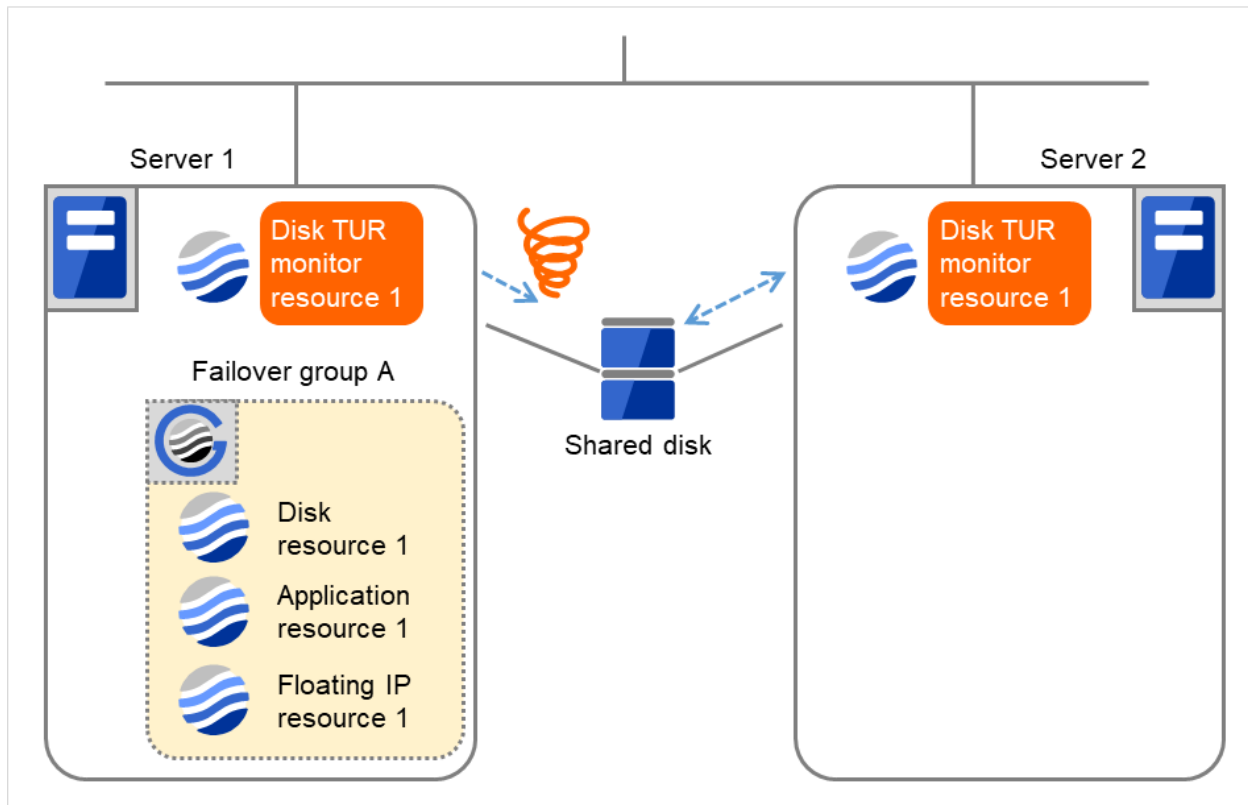 Server 1
Server 2
Disk TUR
monitor
resource 1
Disk TUR
monitor
resource 1
Failover group A
Shared disk
Disk
resource 1
Application
resource 1
Floating IP
resource 1